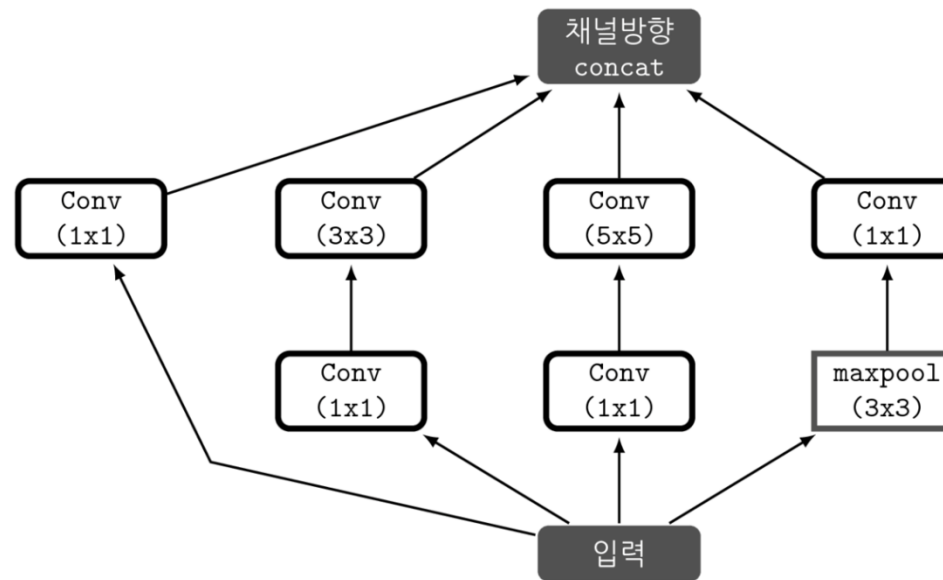 채널방향
concat
Conv
(1x1)
Conv
(3x3)
Conv
(5x5)
Conv
(1x1)
Conv
(1x1)
Conv
(1x1)
maxpool
(3x3)
입력